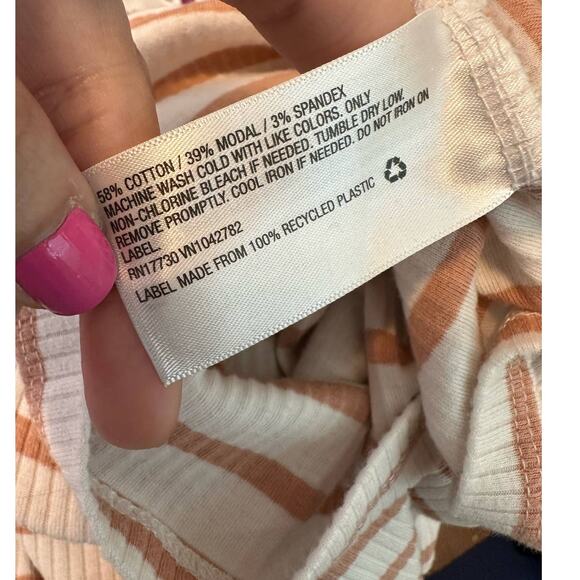 58% COTTON / 39% MODAL / 3% SPANDEX
MACHINE WASH COLD WITH LIKE COLORS. ONLY
NON-CHLORINE BLEACH IF NEEDED. TUMBLE DRY LOW.
REMOVE PROMPTLY. COOL IRON IF NEEDED. DO NOT IRON ON
LABEL.
RN17730 VN1042782
LABEL MADE FROM 100% RECYCLED PLASTIC